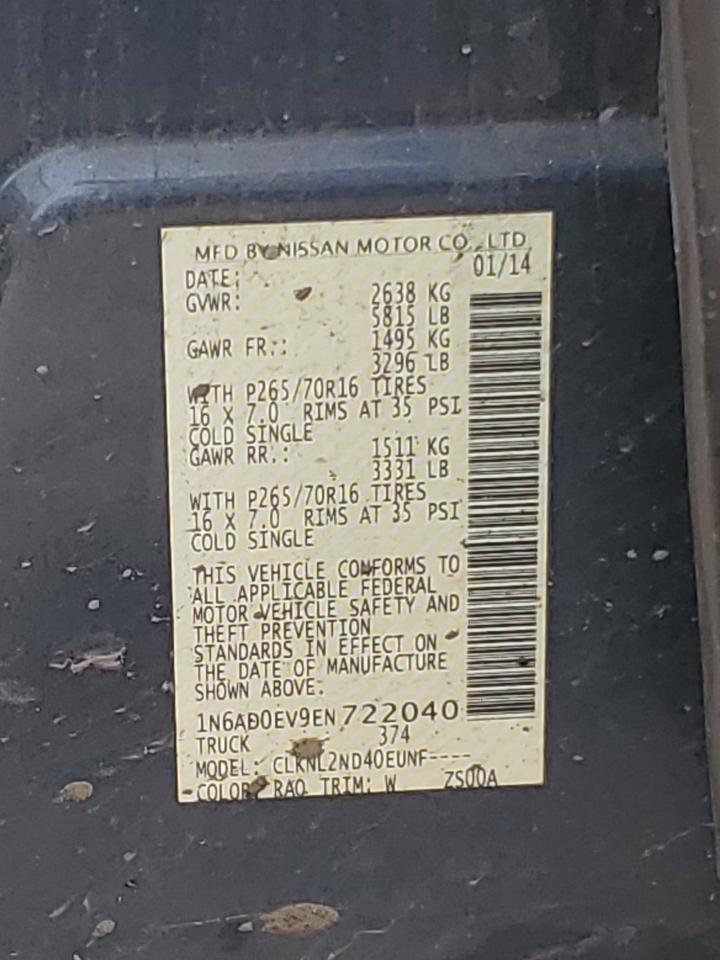 MFD BY NISSAN MOTOR CO., LTD
DATE: 01/14
GVWR: 2638 KG
5815 LB
GAWR FR.: 1495 KG
3296 LB
WITH P265/70R16 TIRES
16 X 7.0 RIMS AT 35 PSI
COLD SINGLE
GAWR RR.: 1511 KG
3331 LB
WITH P265/70R16 TIRES
16 X 7.0 RIMS AT 35 PSI
COLD SINGLE
THIS VEHICLE CONFORMS TO
ALL APPLICABLE FEDERAL
MOTOR VEHICLE SAFETY AND
THEFT PREVENTION
STANDARDS IN EFFECT ON
THE DATE OF MANUFACTURE
SHOWN ABOVE.
1N6AD0EV9EN722040
TRUCK 374
MODEL: CLKNL2ND40EUNF----
COLOR: RAQ TRIM: W ZS00A